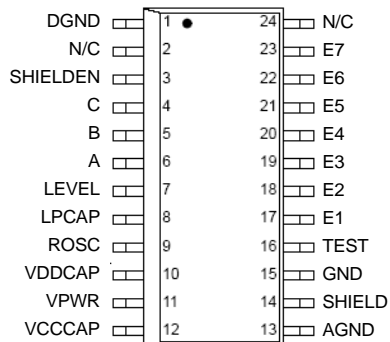 DGND 1 24 N/C
N/C 2 23 E7
SHIELDEN 3 22 E6
C 4 21 E5
B 5 20 E4
A 6 19 E3
LEVEL 7 18 E2
LPCAP 8 17 E1
ROSC 9 16 TEST
VDDCAP 10 15 GND
VPWR 11 14 SHIELD
VCCCAP 12 13 AGND